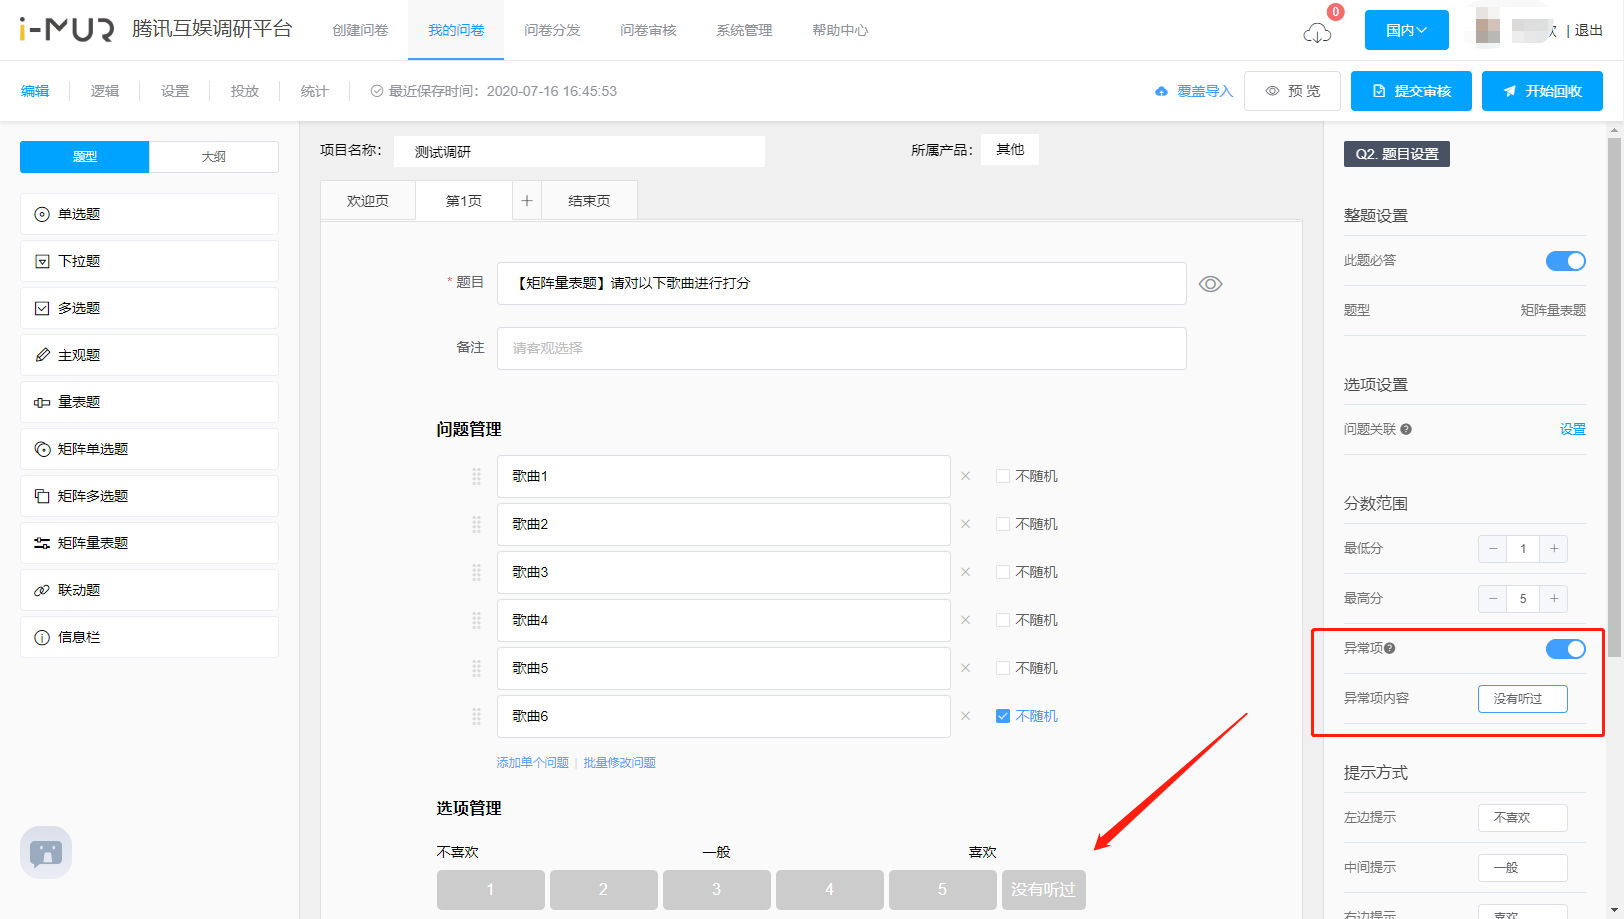 i-MUR 腾讯互娱调研平台
创建问卷
我的问卷
问卷分发
问卷审核
系统管理
帮助中心
0
国内
| 退出
编辑
逻辑
设置
投放
统计
最近保存时间：2020-07-16 16:45:53
覆盖导入
预 览
提交审核
开始回收
题型
大纲
单选题
下拉题
多选题
主观题
量表题
矩阵单选题
矩阵多选题
矩阵量表题
联动题
信息栏
项目名称：
测试调研
所属产品：
其他
欢迎页
第1页
+
结束页
* 题目
【矩阵量表题】请对以下歌曲进行打分
备注
请客观选择
问题管理
歌曲1
× 不随机
歌曲2
× 不随机
歌曲3
× 不随机
歌曲4
× 不随机
歌曲5
× 不随机
歌曲6
× 不随机
添加单个问题 | 批量修改问题
选项管理
不喜欢
一般
喜欢
1
2
3
4
5
没有听过
Q2. 题目设置
整题设置
此题必答
题型
矩阵量表题
选项设置
问题关联 ?
设置
分数范围
最低分
− 1 +
最高分
− 5 +
异常项 ?
异常项内容
没有听过
提示方式
左边提示
不喜欢
中间提示
一般
右边提示
喜欢